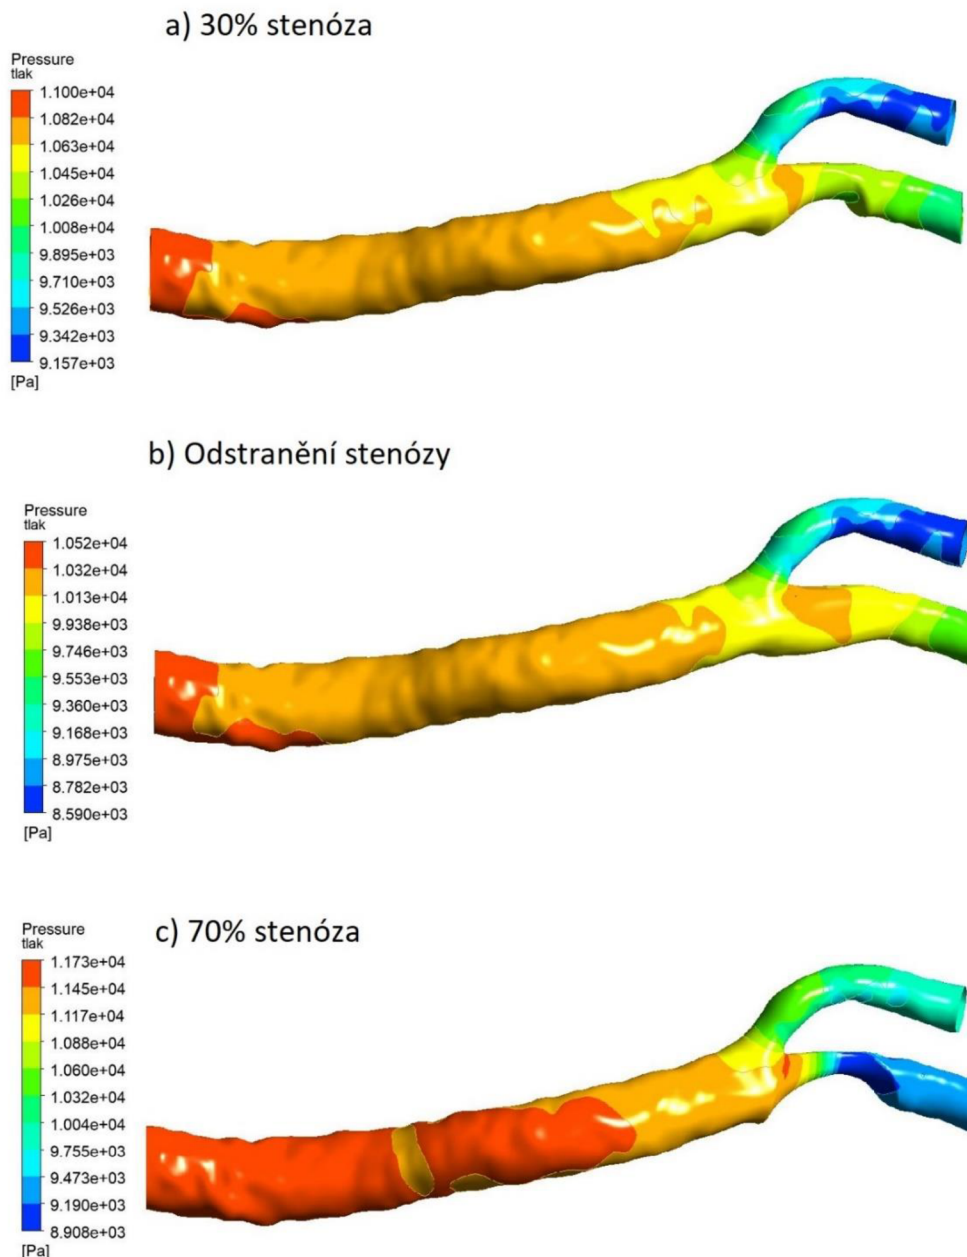 a) 30% stenóza
Pressure
tlak
1.100e+04
1.082e+04
1.063e+04
1.045e+04
1.026e+04
1.008e+04
9.895e+03
9.710e+03
9.526e+03
9.342e+03
9.157e+03
[Pa]
b) Odstranění stenózy
Pressure
tlak
1.052e+04
1.032e+04
1.013e+04
9.938e+03
9.746e+03
9.553e+03
9.360e+03
9.168e+03
8.975e+03
8.782e+03
8.590e+03
[Pa]
c) 70% stenóza
Pressure
tlak
1.173e+04
1.145e+04
1.117e+04
1.088e+04
1.060e+04
1.032e+04
1.004e+04
9.755e+03
9.473e+03
9.190e+03
8.908e+03
[Pa]